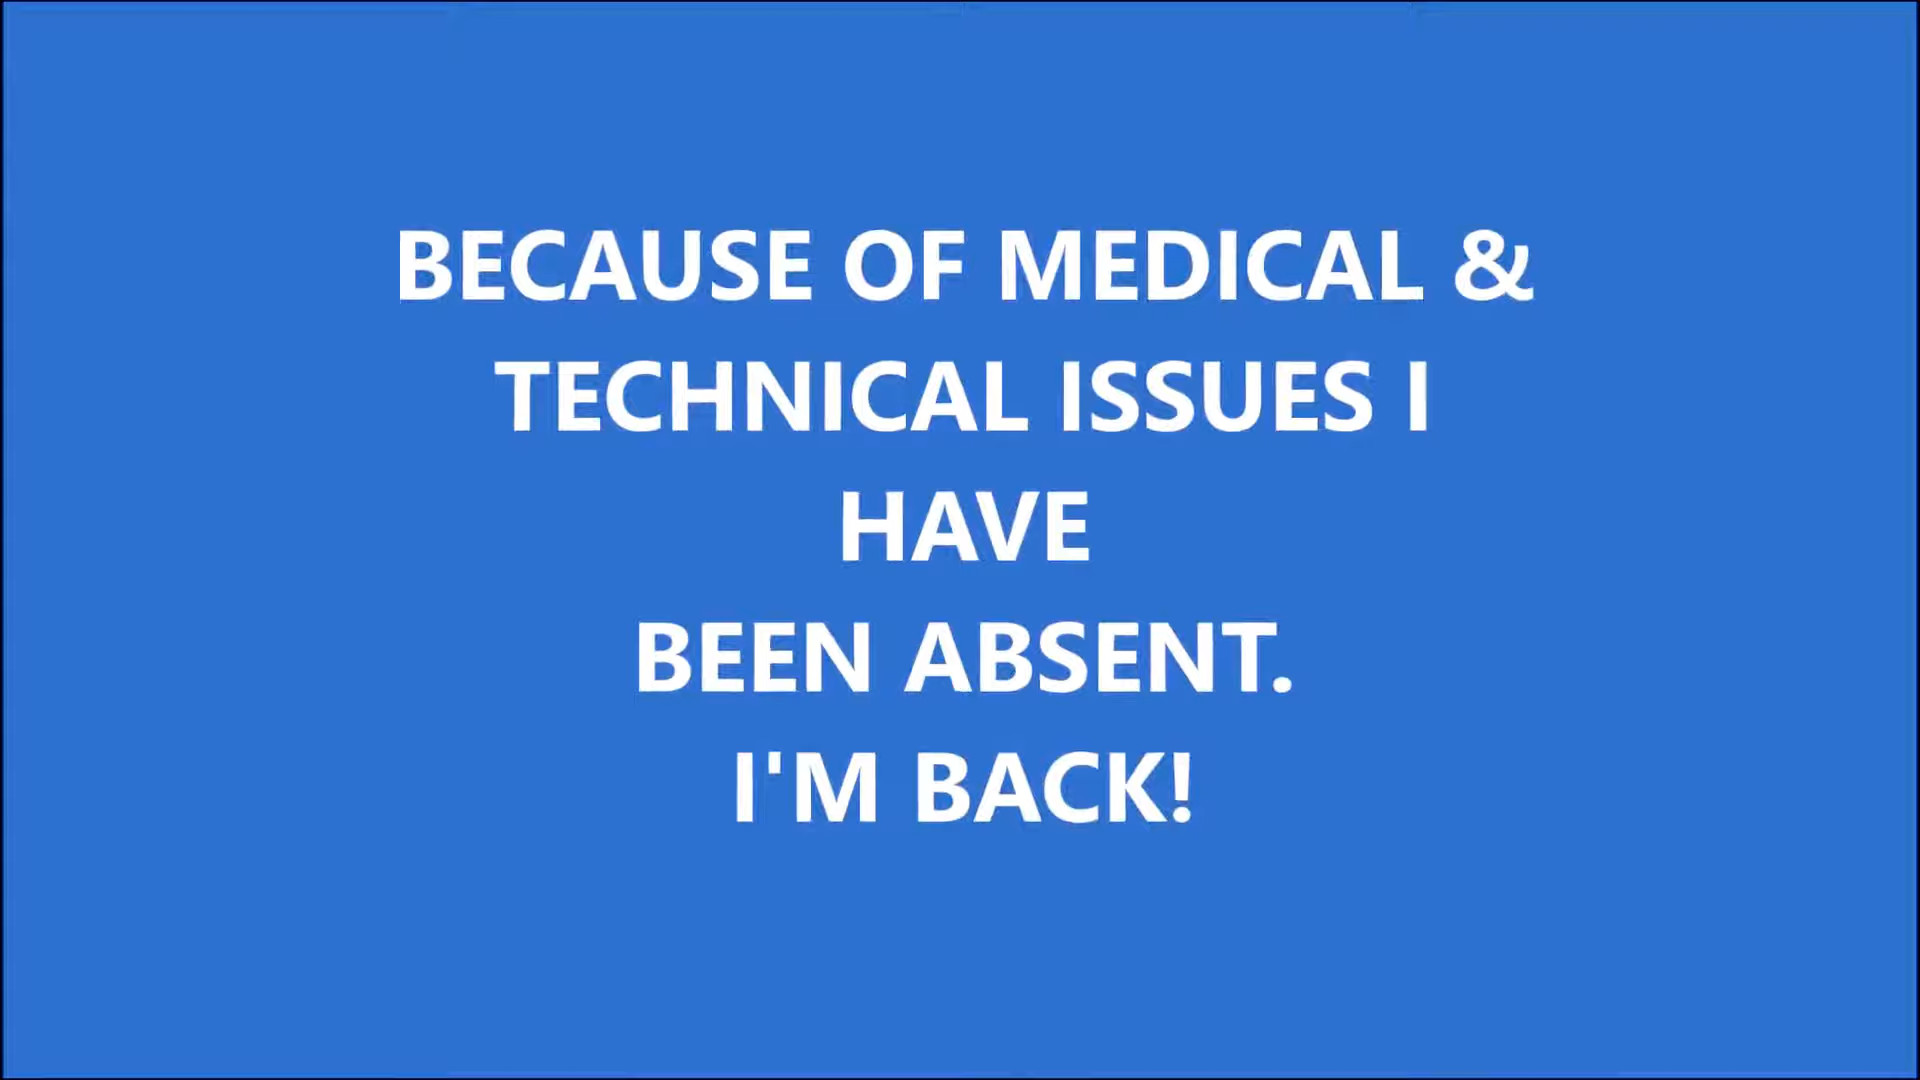 BECAUSE OF MEDICAL &
TECHNICAL ISSUES I
HAVE
BEEN ABSENT.
I'M BACK!